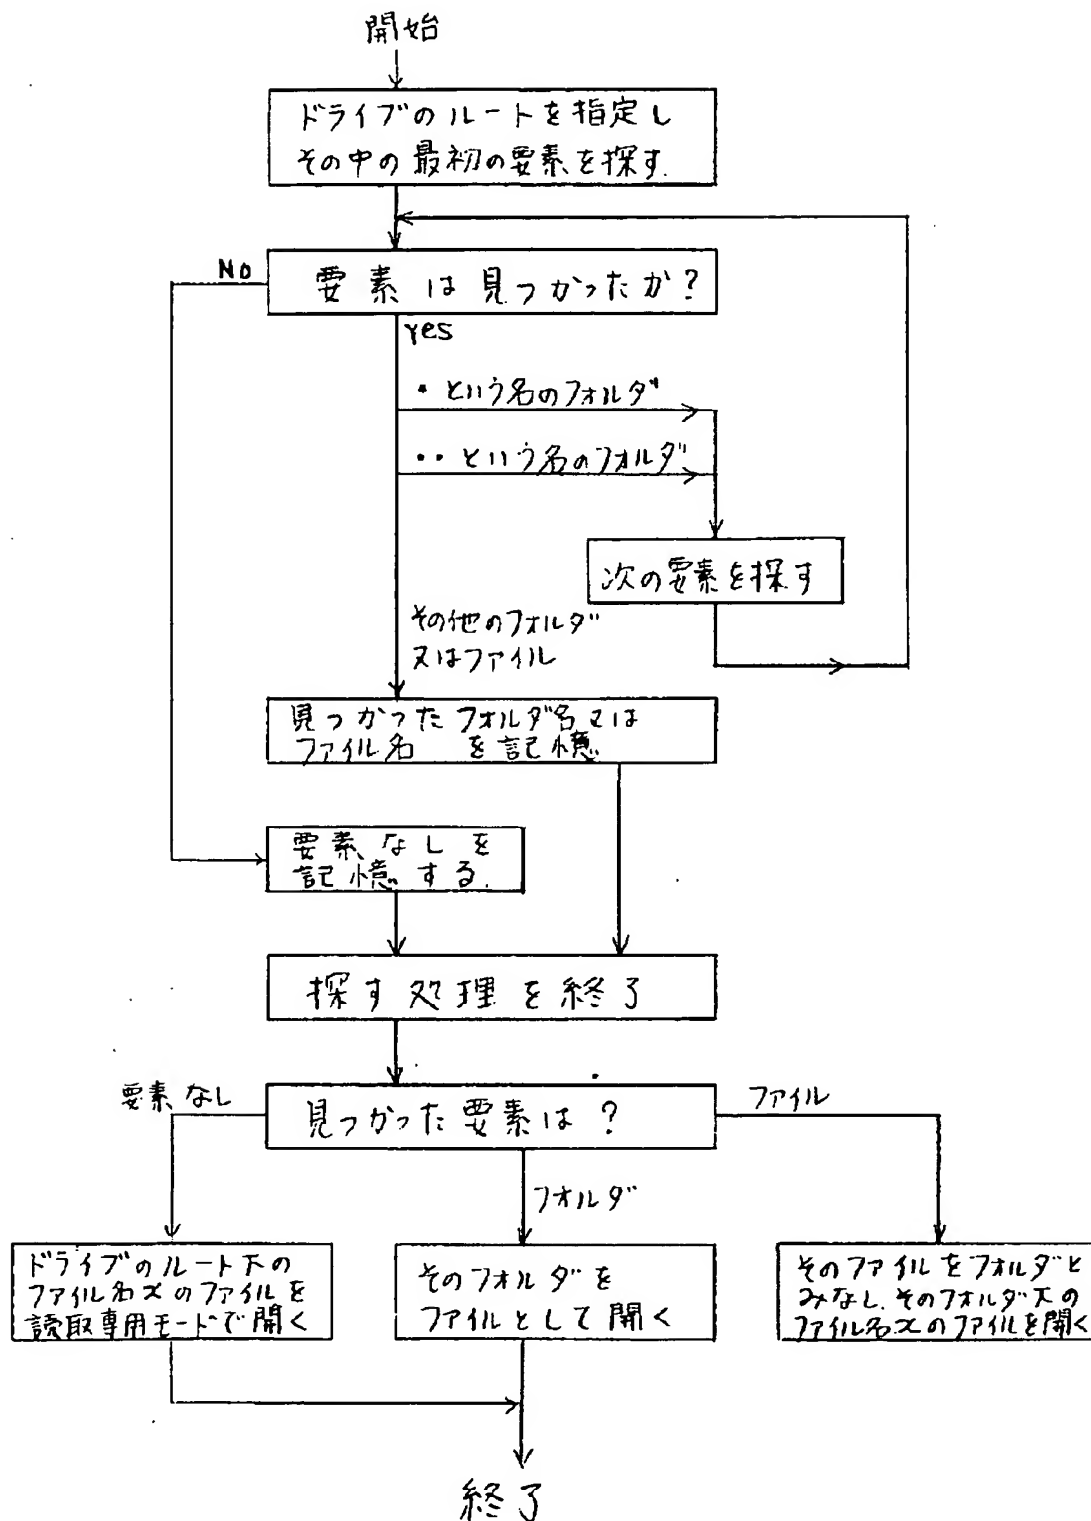 開始
ドライブのルートを指定し
その中の最初の要素を探す.
No
要素は見つかったか?
yes
・という名のフォルダ
・・という名のフォルダ
次の要素を探す
その他のフォルダ
又はファイル
見つかったフォルダ名又は
ファイル名 を記憶
要素なしを
記憶する.
探す処理を終了
要素なし
見つかった要素は?
ファイル
フォルダ
ドライブのルート下の
ファイル名xのファイルを
読取専用モードで開く
そのフォルダを
ファイルとして開く
そのファイルをフォルダと
みなし.そのフォルダ下の
ファイル名xのファイルを開く
終了